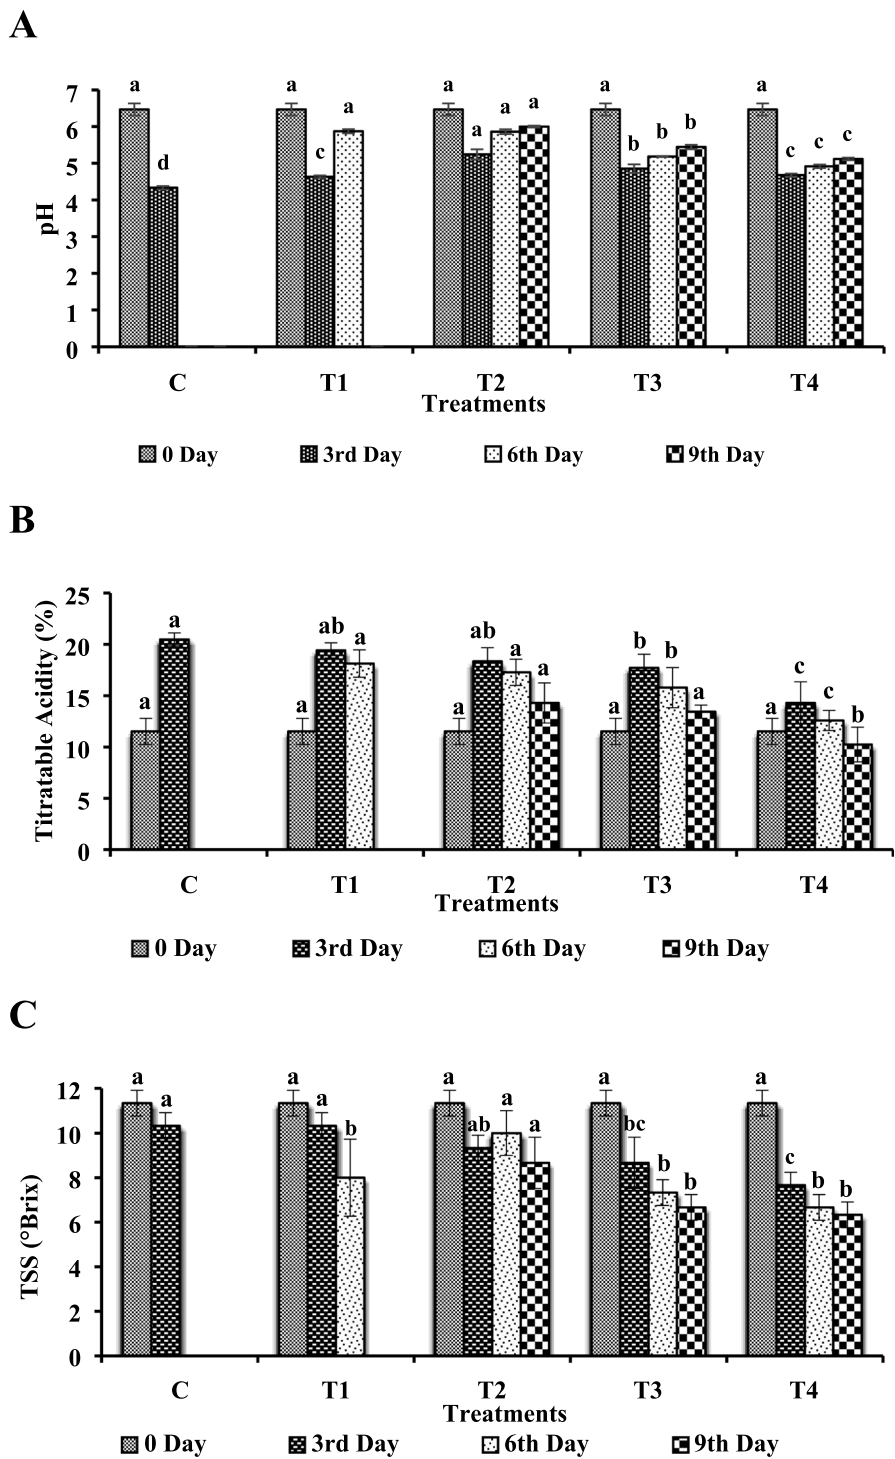 A
a a a a a
a a a
d c a b b b c c c
7
6
5
4
3
2
1
0
pH
C T1 T2 T3 T4
Treatments
0 Day 3rd Day 6th Day 9th Day
B
25
20
15
10
5
0
Titratable Acidity (%)
a a
a ab a
a ab a a
a b b a
a c c b
C T1 T2 T3 T4
Treatments
0 Day 3rd Day 6th Day 9th Day
C
12
10
8
6
4
2
0
TSS (°Brix)
a a
a a b
a ab a a
a bc b b
a c b b
C T1 T2 T3 T4
Treatments
0 Day 3rd Day 6th Day 9th Day